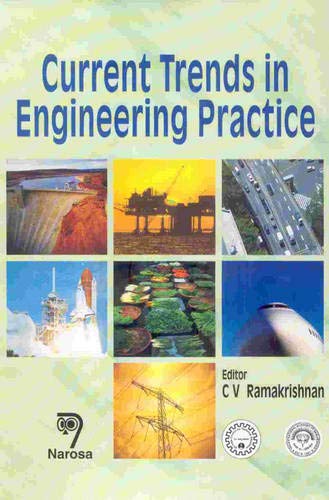 Current Trends in
Engineering Practice
Editor
C V Ramakrishnan
Narosa